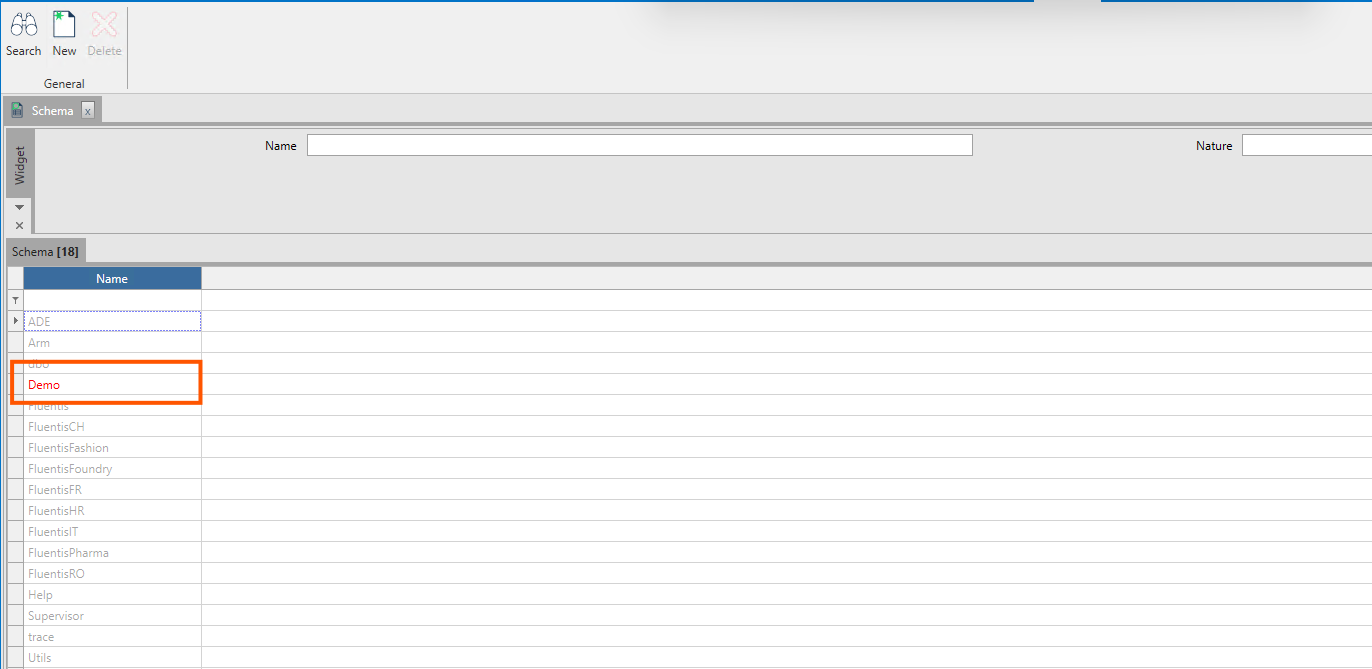 Search New Delete
General
Schema x
Widget
Name
Nature
Schema [18]
Name
ADE
Arm
dbo
Demo
Fluentis
FluentisCH
FluentisFashion
FluentisFoundry
FluentisFR
FluentisHR
FluentisIT
FluentisPharma
FluentisRO
Help
Supervisor
trace
Utils